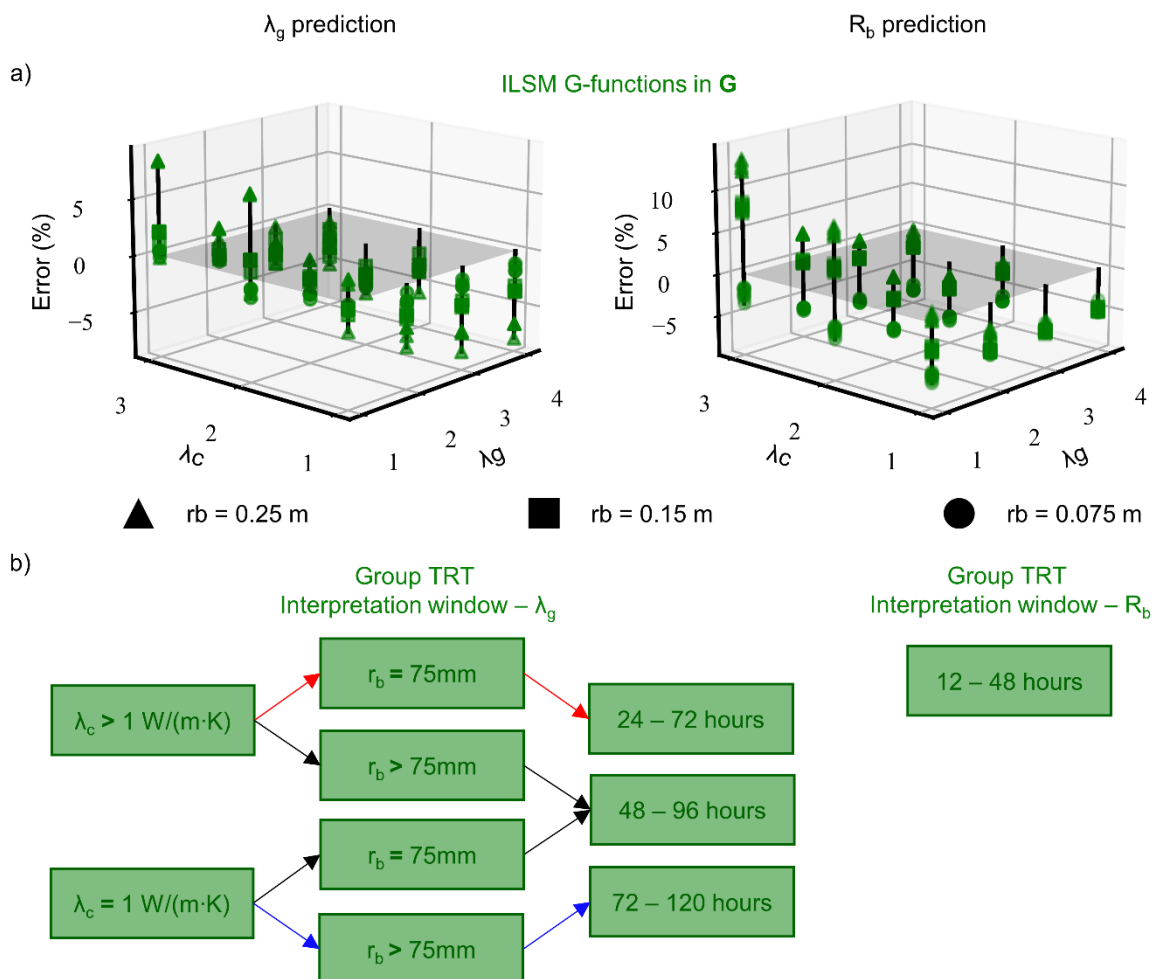 λg prediction
Rb prediction
a)
ILSM G-functions in G
Error (%)
5
0
−5
3
2
1
λc
1
2
3
4
λg
Error (%)
10
5
0
−5
3
2
1
λc
1
2
3
4
λg
rb = 0.25 m
rb = 0.15 m
rb = 0.075 m
b)
Group TRT
Interpretation window – λg
Group TRT
Interpretation window – Rb
λc > 1 W/(m·K)
rb = 75mm
24 – 72 hours
12 – 48 hours
rb > 75mm
48 – 96 hours
λc = 1 W/(m·K)
rb = 75mm
72 – 120 hours
rb > 75mm